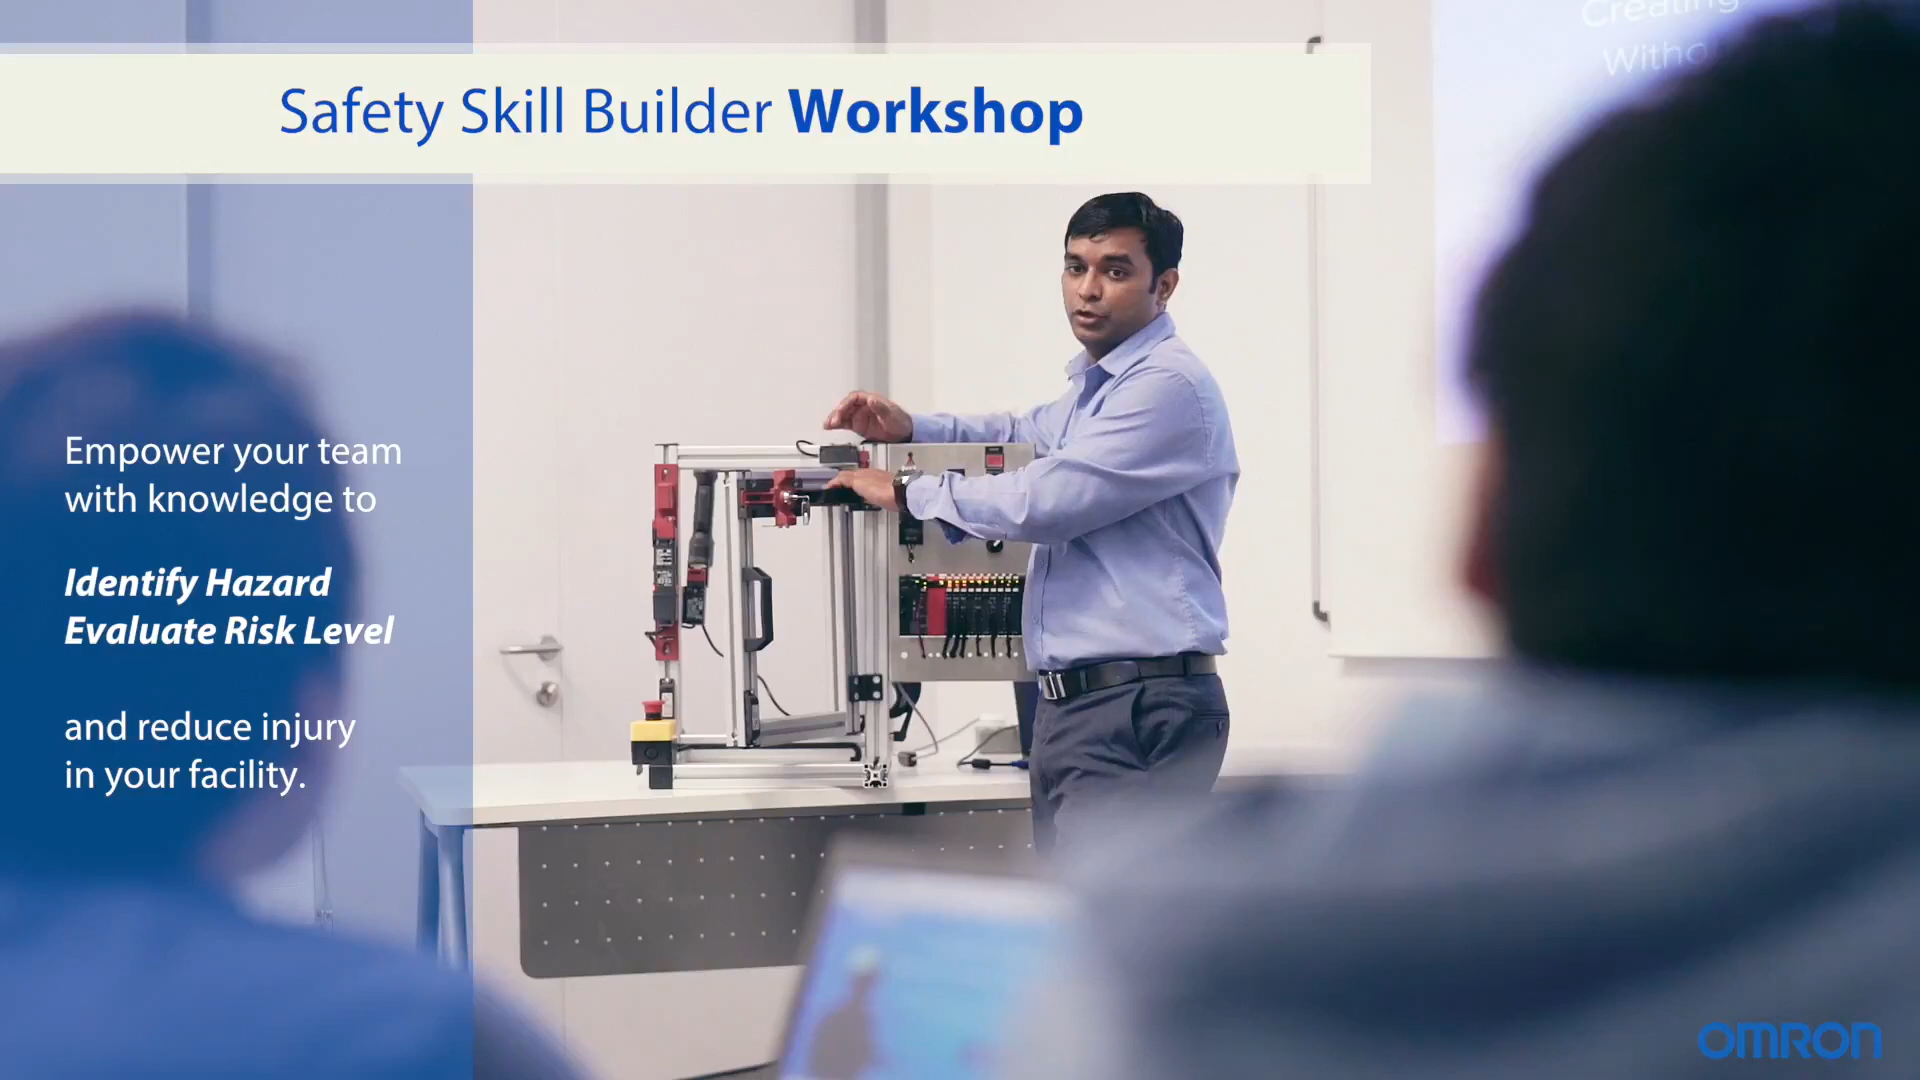 Creating
Safety Skill Builder Workshop
Empower your team
with knowledge to
Identify Hazard
Evaluate Risk Level
and reduce injury
in your facility.
OMRON